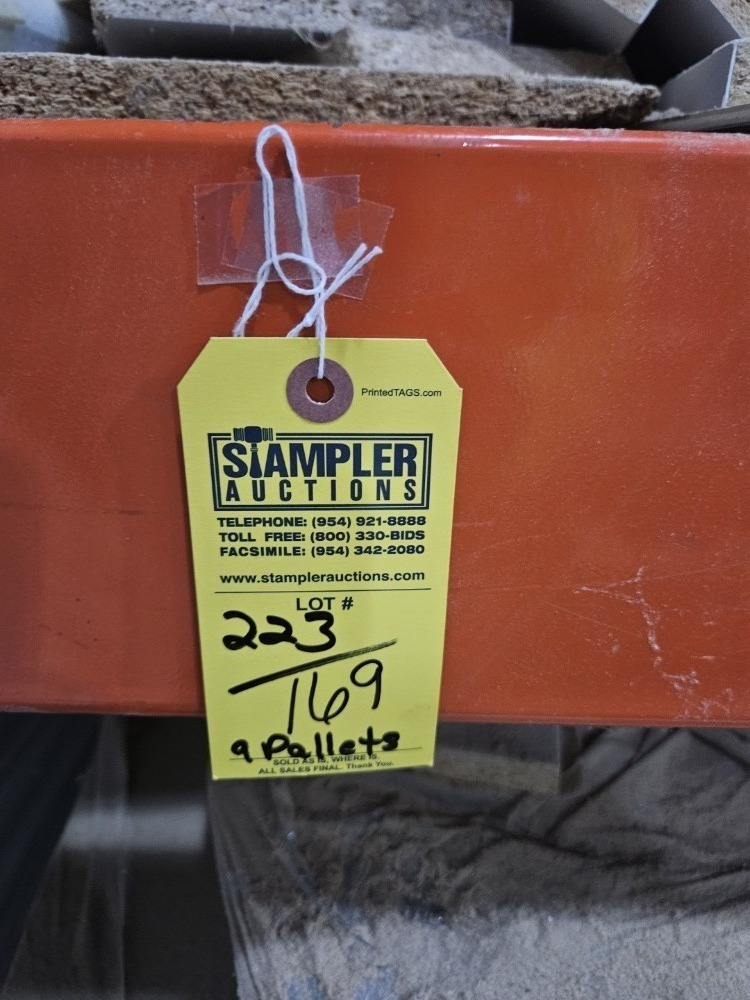 PrintedTAGS.com
STAMPLER
AUCTIONS
TELEPHONE: (954) 921-8888
TOLL FREE: (800) 330-BIDS
FACSIMILE: (954) 342-2080
www.stamplerauctions.com
LOT #
223
169
9 Pallets
SOLD AS IS, WHERE IS.
ALL SALES FINAL. Thank You.